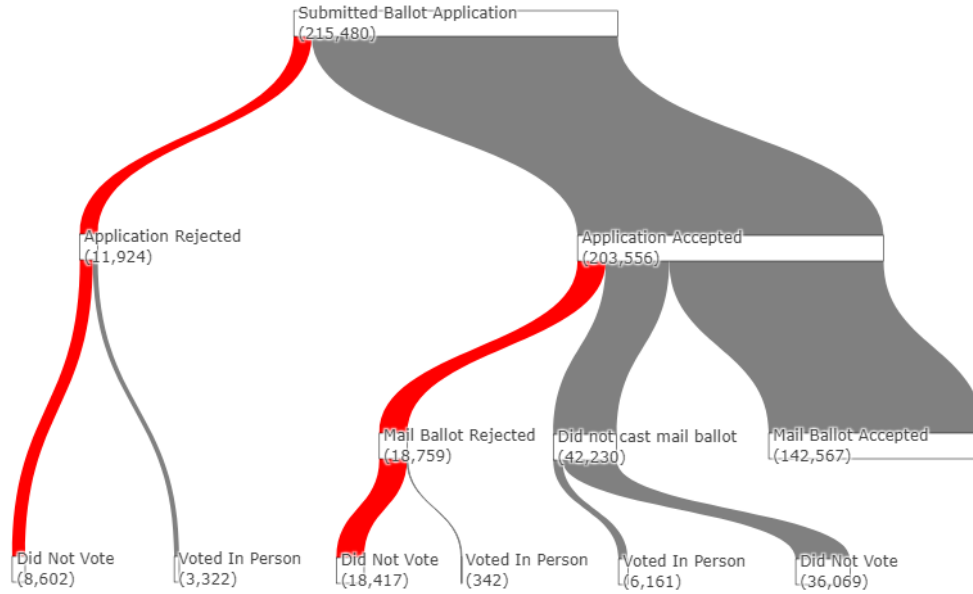 Submitted Ballot Application
(215,480)
Application Rejected
(11,924)
Application Accepted
(203,556)
Mail Ballot Rejected
(18,759)
Did not cast mail ballot
(42,230)
Mail Ballot Accepted
(142,567)
Did Not Vote
(8,602)
Voted In Person
(3,322)
Did Not Vote
(18,417)
Voted In Person
(342)
Voted In Person
(6,161)
Did Not Vote
(36,069)